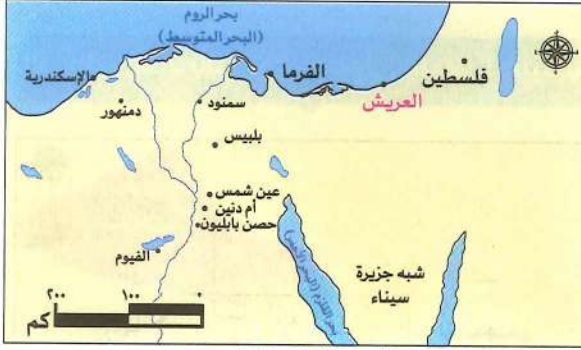 بحر الروم
(البحر المتوسط)
الإسكندرية
الفرما
فلسطين
العريش
دمنهور
سمنود
بلبيس
عين شمس
أم دنين
حصن بابليون
الفيوم
بحر القلزم (البحر الأحمر)
شبه جزيرة
سيناء
٢٠٠ ١٠٠ ٠
كم